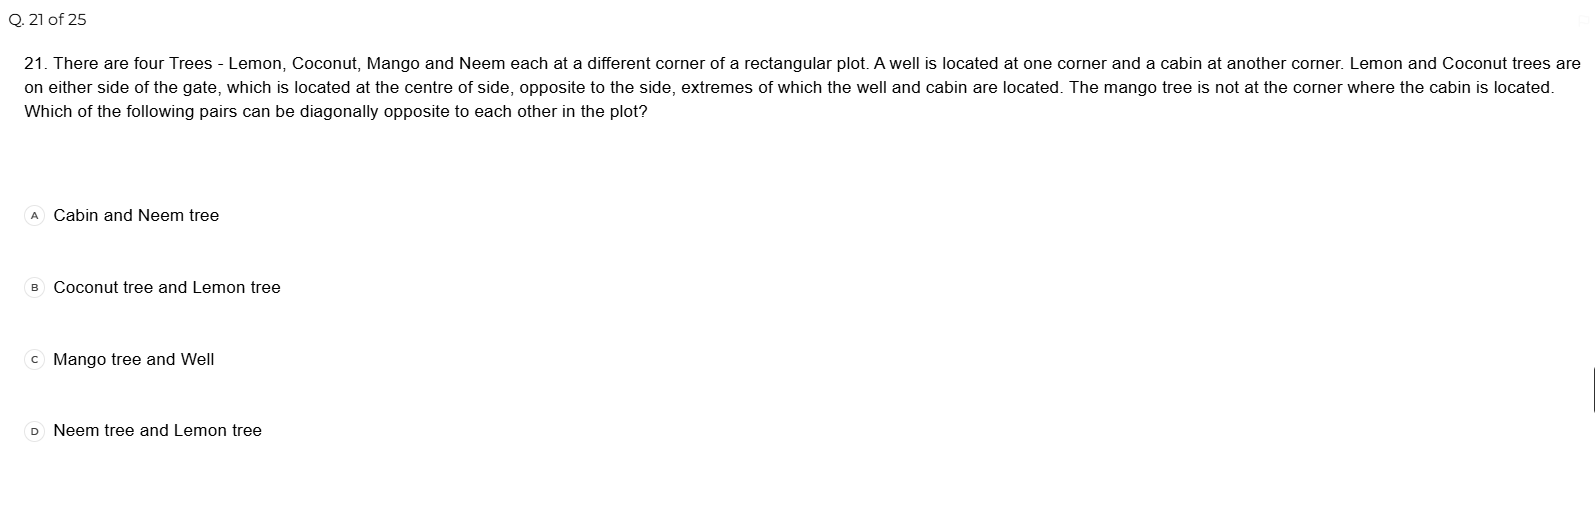 Q. 21 of 25
21. There are four Trees - Lemon, Coconut, Mango and Neem each at a different corner of a rectangular plot. A well is located at one corner and a cabin at another corner. Lemon and Coconut trees are
on either side of the gate, which is located at the centre of side, opposite to the side, extremes of which the well and cabin are located. The mango tree is not at the corner where the cabin is located.
Which of the following pairs can be diagonally opposite to each other in the plot?
A Cabin and Neem tree
B Coconut tree and Lemon tree
C Mango tree and Well
D Neem tree and Lemon tree